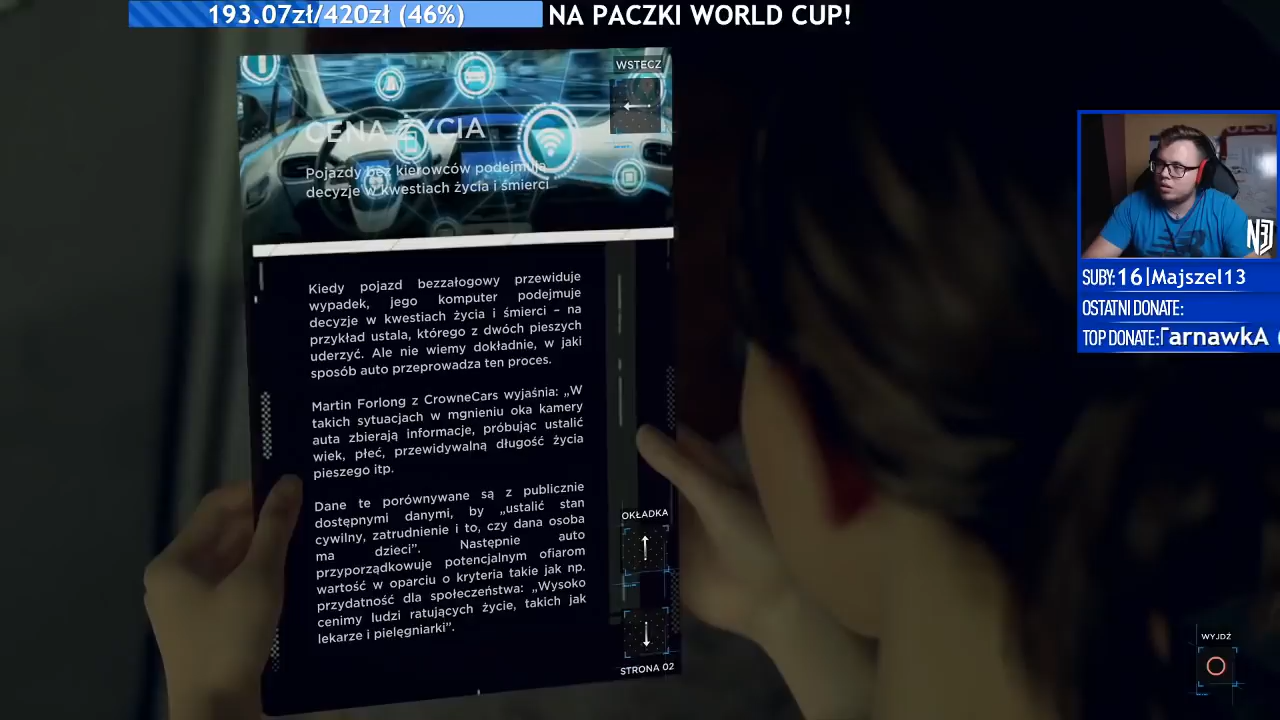 193.07zł/420zł (46%) NA PACZKI WORLD CUP!
WSTECZ
CENA ŻYCIA
Pojazdy bez kierowców podejmują
decyzje w kwestiach życia i śmierci
Kiedy pojazd bezzałogowy przewiduje
wypadek, jego komputer podejmuje
decyzje w kwestiach życia i śmierci – na
przykład ustala, którego z dwóch pieszych
uderzyć. Ale nie wiemy dokładnie, w jaki
sposób auto przeprowadza ten proces.
Martin Forlong z CrowneCars wyjaśnia: „W
takich sytuacjach w mgnieniu oka kamery
auta zbierają informacje, próbując ustalić
wiek, płeć, przewidywalną długość życia
pieszego itp.
Dane te porównywane są z publicznie
dostępnymi danymi, by „ustalić stan
cywilny, zatrudnienie i to, czy dana osoba
ma dzieci”. Następnie auto
przyporządkowuje potencjalnym ofiarom
wartość w oparciu o kryteria takie jak np.
przydatność dla społeczeństwa: „Wysoko
cenimy ludzi ratujących życie, takich jak
lekarze i pielęgniarki”.
OKŁADKA
STRONA 02
N3J
SUBY: 16 | Majszel13
OSTATNI DONATE:
TOP DONATE: TarnawkA
WYJDŹ